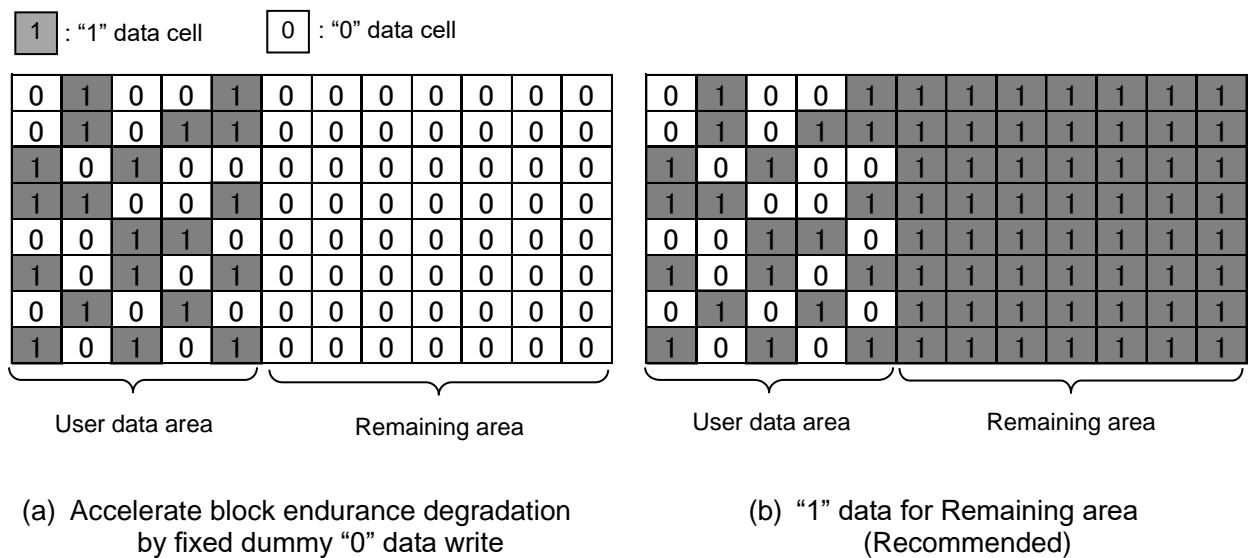 1 : “1” data cell 0 : “0” data cell
0 1 0 0 1 0 0 0 0 0 0 0 0 1 0 0 1 1 1 1 1 1 1 1
0 1 0 1 1 0 0 0 0 0 0 0 0 1 0 1 1 1 1 1 1 1 1 1
1 0 1 0 0 0 0 0 0 0 0 0 1 0 1 0 0 1 1 1 1 1 1 1
1 1 0 0 1 0 0 0 0 0 0 0 1 1 0 0 1 1 1 1 1 1 1 1
0 0 1 1 0 0 0 0 0 0 0 0 0 0 1 1 0 1 1 1 1 1 1 1
1 0 1 0 1 0 0 0 0 0 0 0 1 0 1 0 1 1 1 1 1 1 1 1
0 1 0 1 0 0 0 0 0 0 0 0 0 1 0 1 0 1 1 1 1 1 1 1
1 0 1 0 1 0 0 0 0 0 0 0 1 0 1 0 1 1 1 1 1 1 1 1
User data area Remaining area User data area Remaining area
(a) Accelerate block endurance degradation
by fixed dummy “0” data write
(b) “1” data for Remaining area
(Recommended)